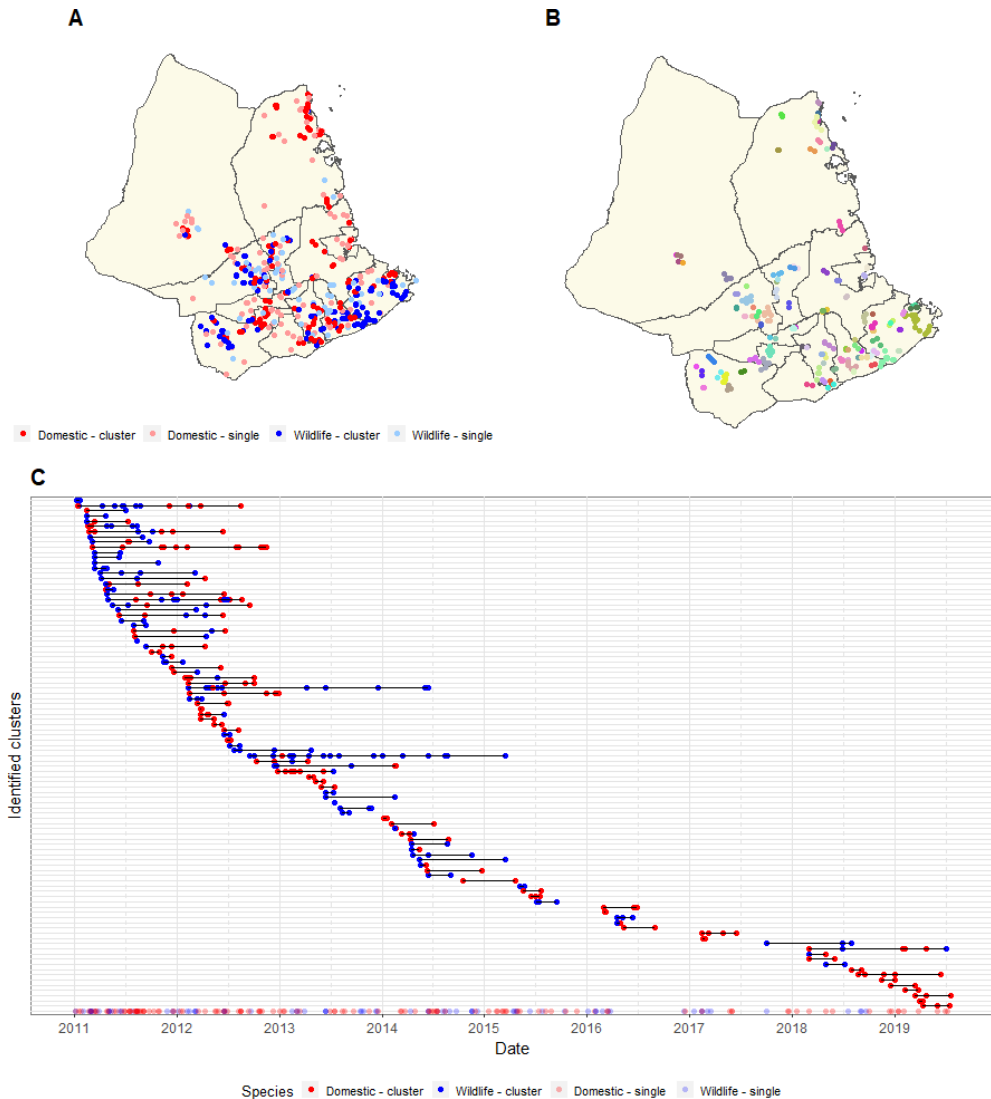 A
B
Domestic - cluster Domestic - single Wildlife - cluster Wildlife - single
C
Identified clusters
2011 2012 2013 2014 2015 2016 2017 2018 2019
Date
Species Domestic - cluster Wildlife - cluster Domestic - single Wildlife - single